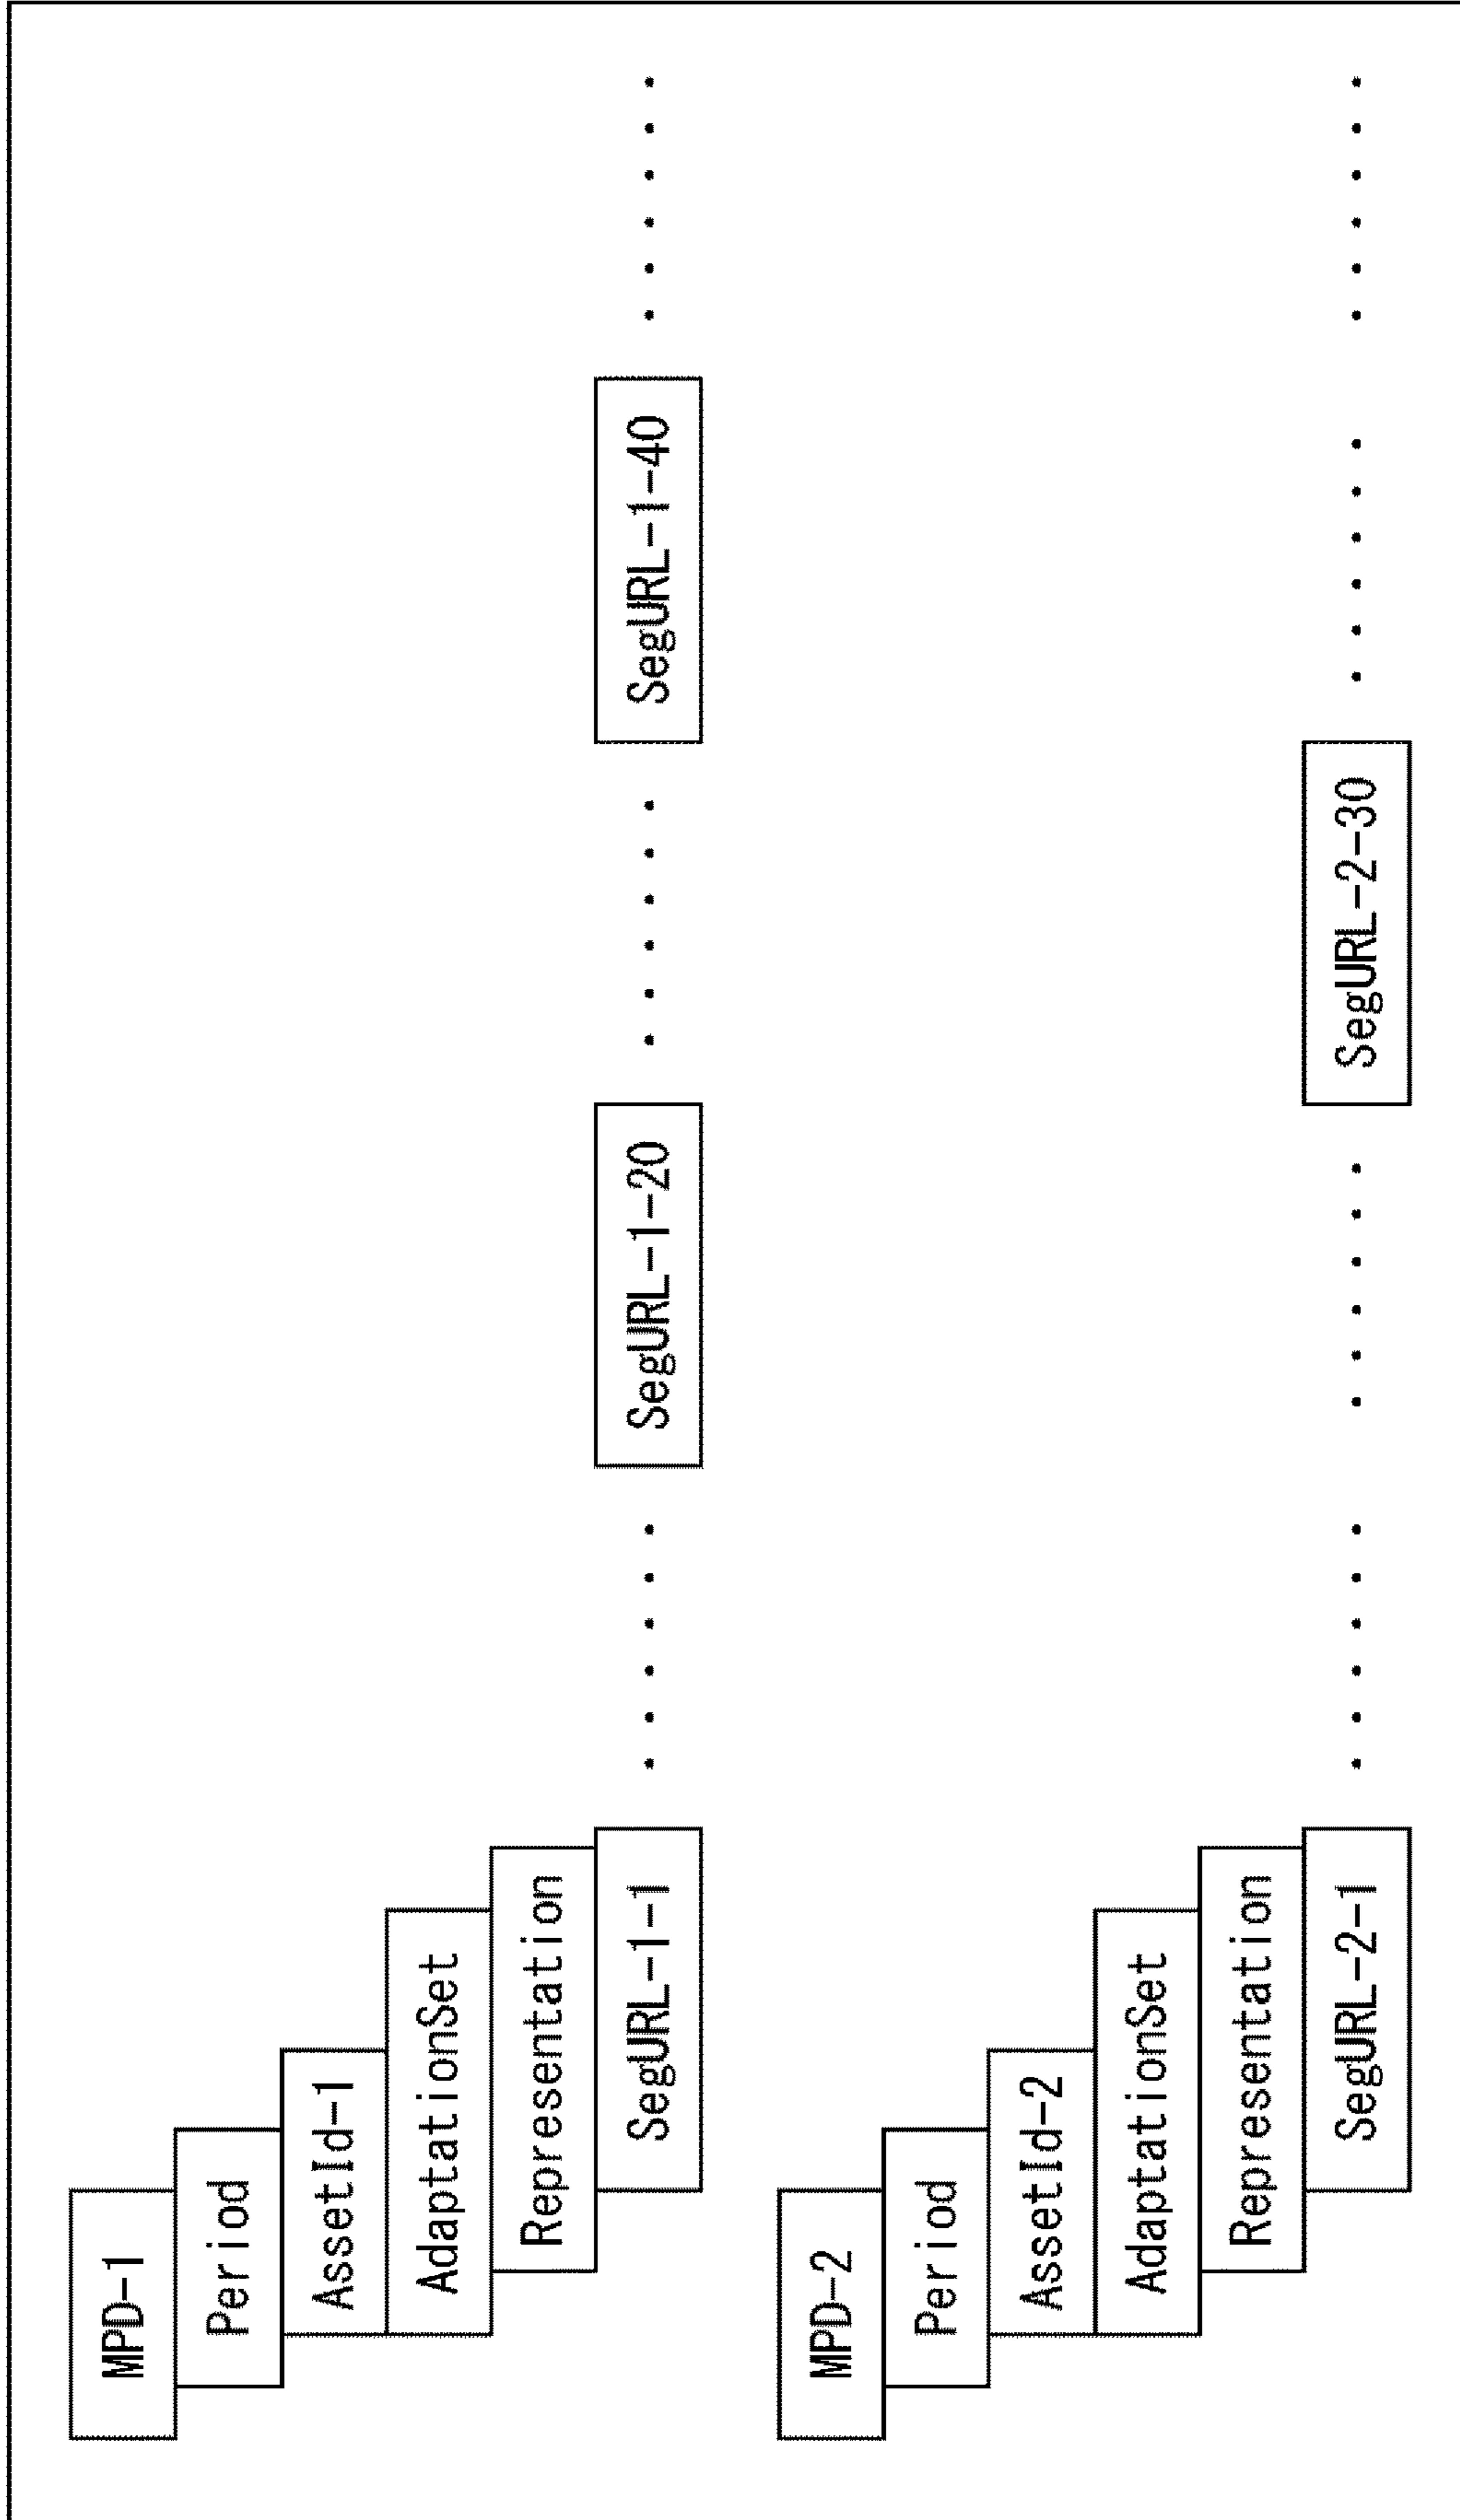 MPD-1
Period
AssetId-1
AdaptationSet
Representation
SegURL-1-1 ······ SegURL-1-20 ······ SegURL-1-40 ······
MPD-2
Period
AssetId-2
AdaptationSet
Representation
SegURL-2-1 ······ SegURL-2-30 ······